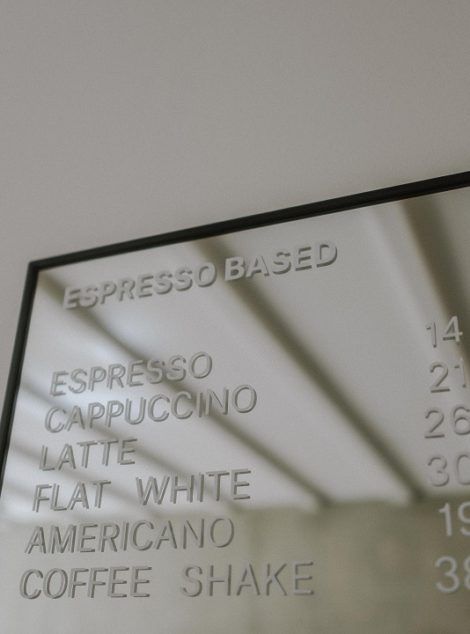 ESPRESSO BASED
ESPRESSO 14
CAPPUCCINO 21
LATTE 26
FLAT WHITE 30
AMERICANO 19
COFFEE SHAKE 38